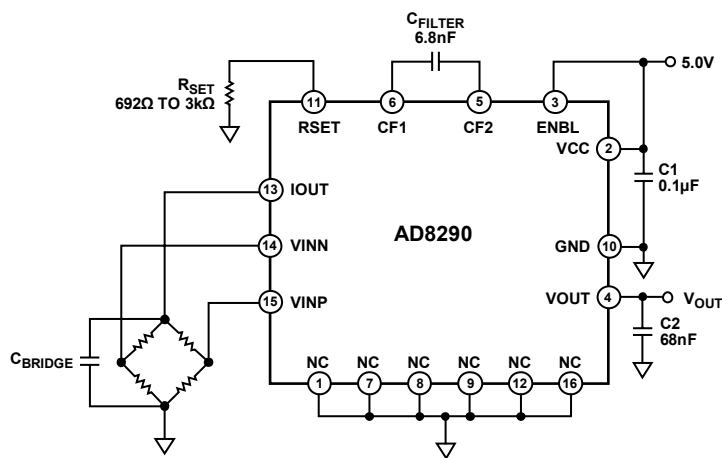 CFILTER
6.8nF
RSET
692Ω TO 3kΩ
5.0V
11
6
5
3
RSET
CF1
CF2
ENBL
VCC
2
C1
0.1µF
13
IOUT
14
VINN
AD8290
GND
10
15
VINP
VOUT
4
VOUT
C2
68nF
CBRIDGE
NC
NC
NC
NC
NC
NC
1
7
8
9
12
16